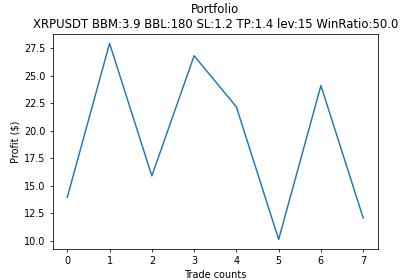 Portfolio
XRPUSDT BBM:3.9 BBL:180 SL:1.2 TP:1.4 lev:15 WinRatio:50.0
27.5
25.0
22.5
20.0
17.5
15.0
12.5
10.0
Profit ($)
0 1 2 3 4 5 6 7
Trade counts